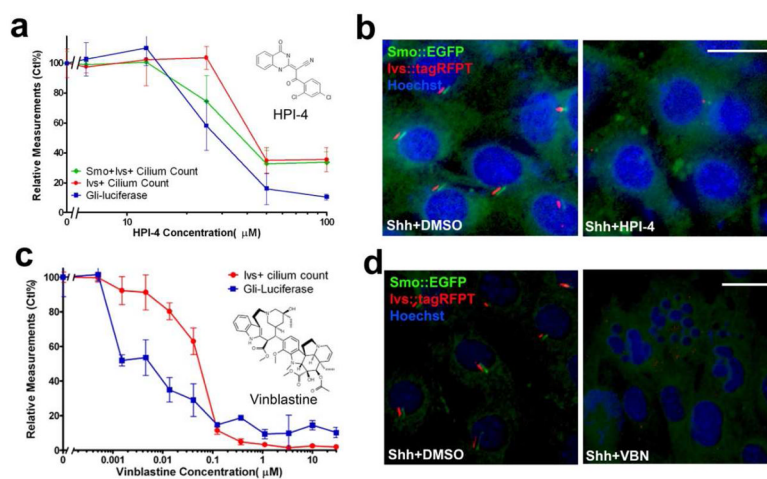 a
Relative Measurements (Ctl%)
120
100
80
60
40
20
0
0
10
100
HPI-4 Concentration( μM)
Smo+Ivs+ Cilium Count
Ivs+ Cilium Count
Gli-luciferase
O
N
N
N
O
Cl
Cl
HPI-4
b
Smo::EGFP
Ivs::tagRFPT
Hoechst
Shh+DMSO
Shh+HPI-4
c
Relative Measurements (Ctl%)
100
80
60
40
20
0
0
0.001
0.01
0.1
1
10
Vinblastine Concentration( μM)
Ivs+ cilium count
Gli-Luciferase
Vinblastine
d
Smo::EGFP
Ivs::tagRFPT
Hoechst
Shh+DMSO
Shh+VBN